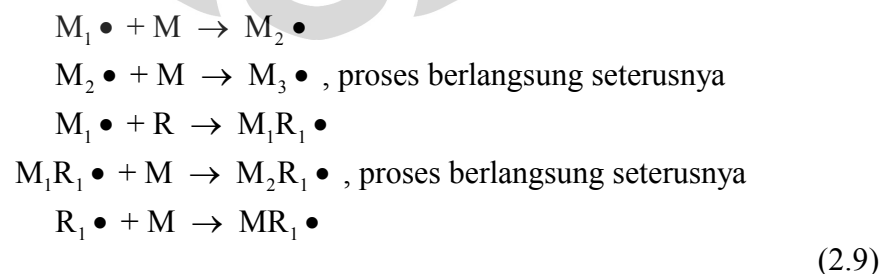 M₁● + M → M₂●
M₂● + M → M₃● , proses berlangsung seterusnya
M₁● + R → M₁R₁●
M₁R₁● + M → M₂R₁● , proses berlangsung seterusnya
R₁● + M → MR₁●
(2.9)